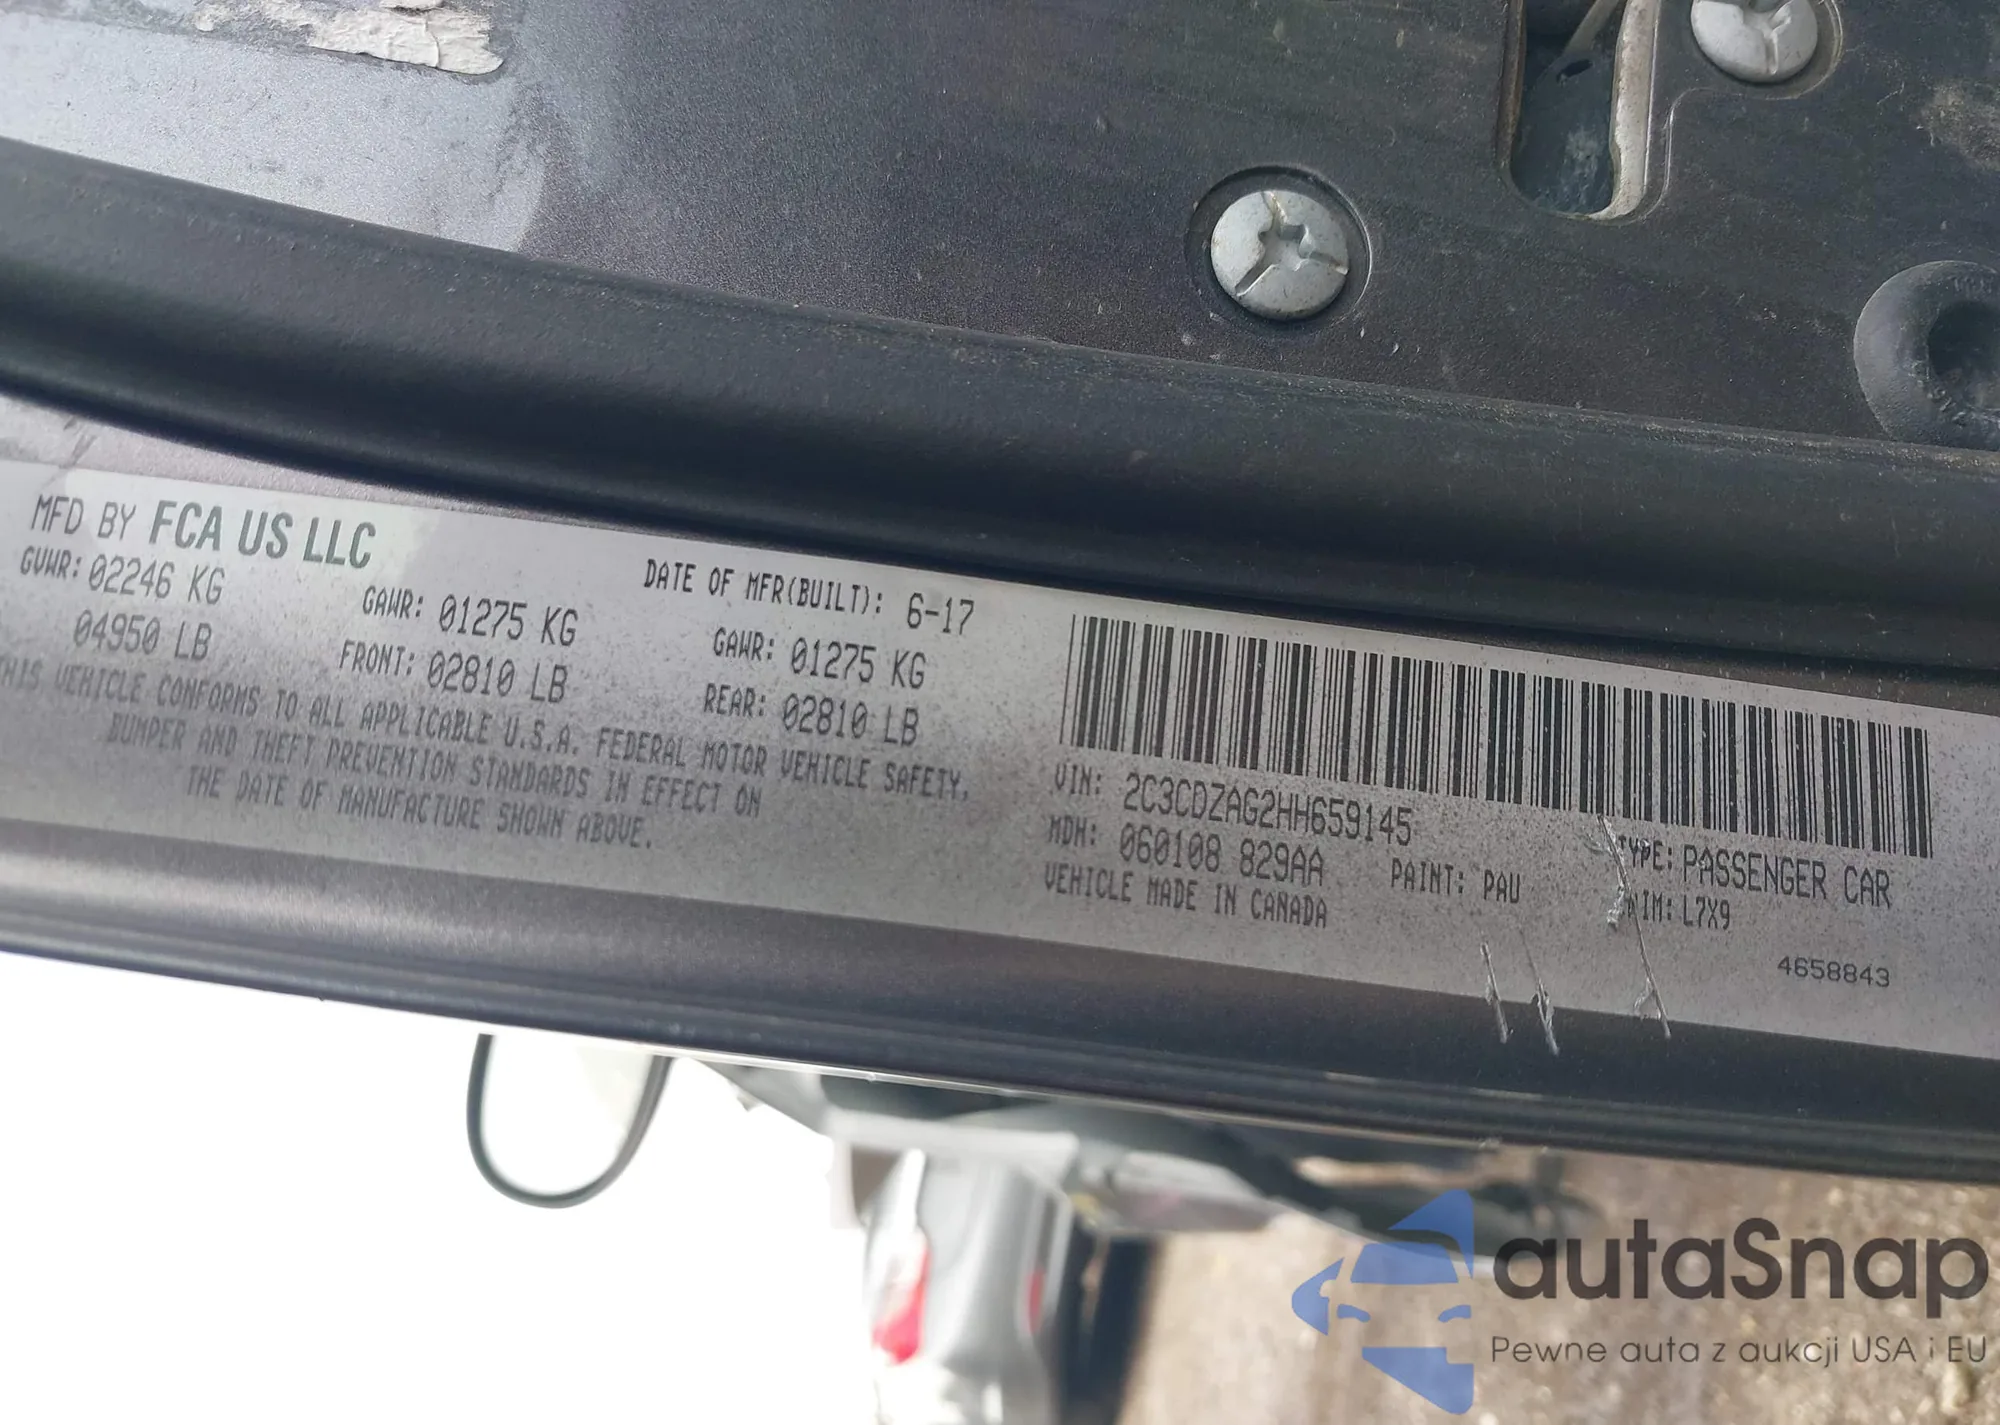 MFD BY FCA US LLC
DATE OF MFR(BUILT): 6-17
GVWR: 02246 KG
04950 LB
GAWR: 01275 KG
FRONT: 02810 LB
GAWR: 01275 KG
REAR: 02810 LB
THIS VEHICLE CONFORMS TO ALL APPLICABLE U.S.A. FEDERAL MOTOR VEHICLE SAFETY,
BUMPER AND THEFT PREVENTION STANDARDS IN EFFECT ON
THE DATE OF MANUFACTURE SHOWN ABOVE.
VIN: 2C3CDZAG2HH659145
TYPE: PASSENGER CAR
MDH: 060108 829AA
PAINT: PAU
TRIM: L7X9
VEHICLE MADE IN CANADA
4658843
autaSnap
Pewne auta z aukcji USA i EU